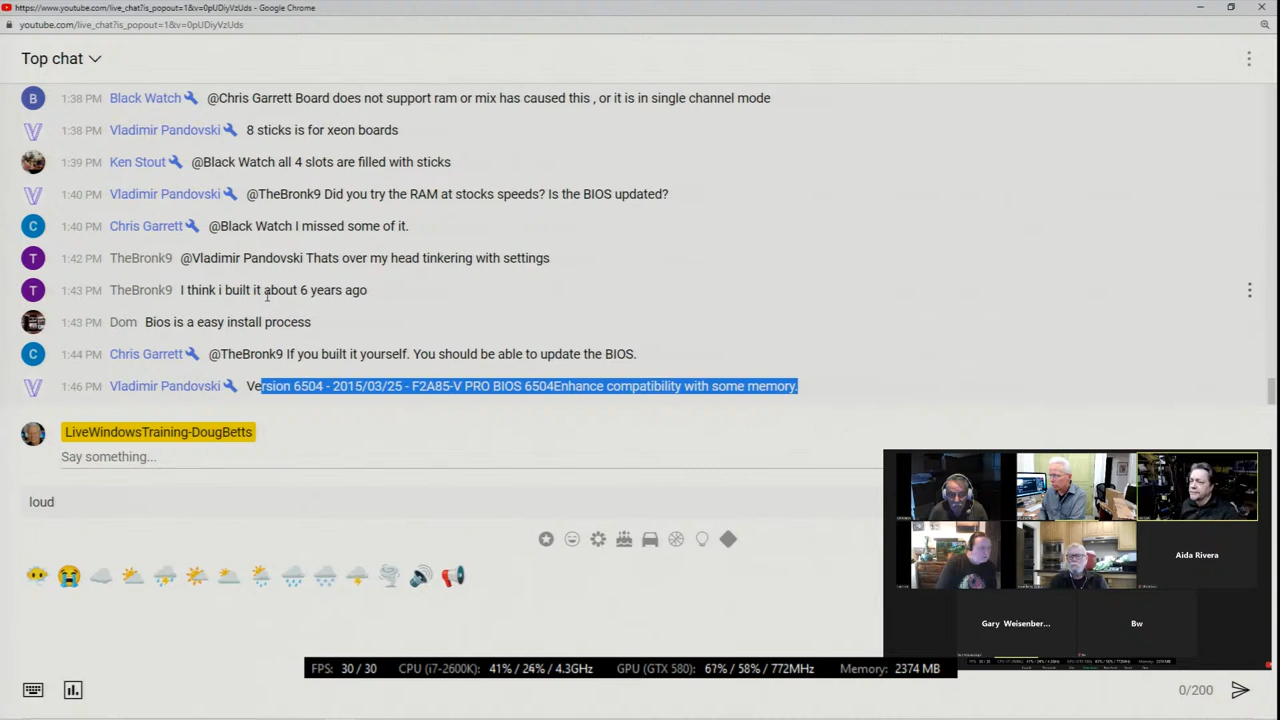 https://www.youtube.com/live_chat?is_popout=1&v=0pUDiyVzUds - Google Chrome
youtube.com/live_chat?is_popout=1&v=0pUDiyVzUds
Top chat
B 1:38 PM Black Watch @Chris Garrett Board does not support ram or mix has caused this , or it is in single channel mode
1:38 PM Vladimir Pandovski 8 sticks is for xeon boards
1:39 PM Ken Stout @Black Watch all 4 slots are filled with sticks
1:40 PM Vladimir Pandovski @TheBronk9 Did you try the RAM at stocks speeds? Is the BIOS updated?
C 1:40 PM Chris Garrett @Black Watch I missed some of it.
T 1:42 PM TheBronk9 @Vladimir Pandovski Thats over my head tinkering with settings
T 1:43 PM TheBronk9 I think i built it about 6 years ago
1:43 PM Dom Bios is a easy install process
C 1:44 PM Chris Garrett @TheBronk9 If you built it yourself. You should be able to update the BIOS.
1:46 PM Vladimir Pandovski Version 6504 - 2015/03/25 - F2A85-V PRO BIOS 6504Enhance compatibility with some memory.
LiveWindowsTraining-DougBetts
Say something...
loud
Aida Rivera
Gary Weisenber...
Bw
FPS: 30 / 30 CPU (i7-2600K): 41% / 24% / 4.3GHz GPU (GTX 580): 67% / 58% / 772MHz Memory: 2374 MB
0/200